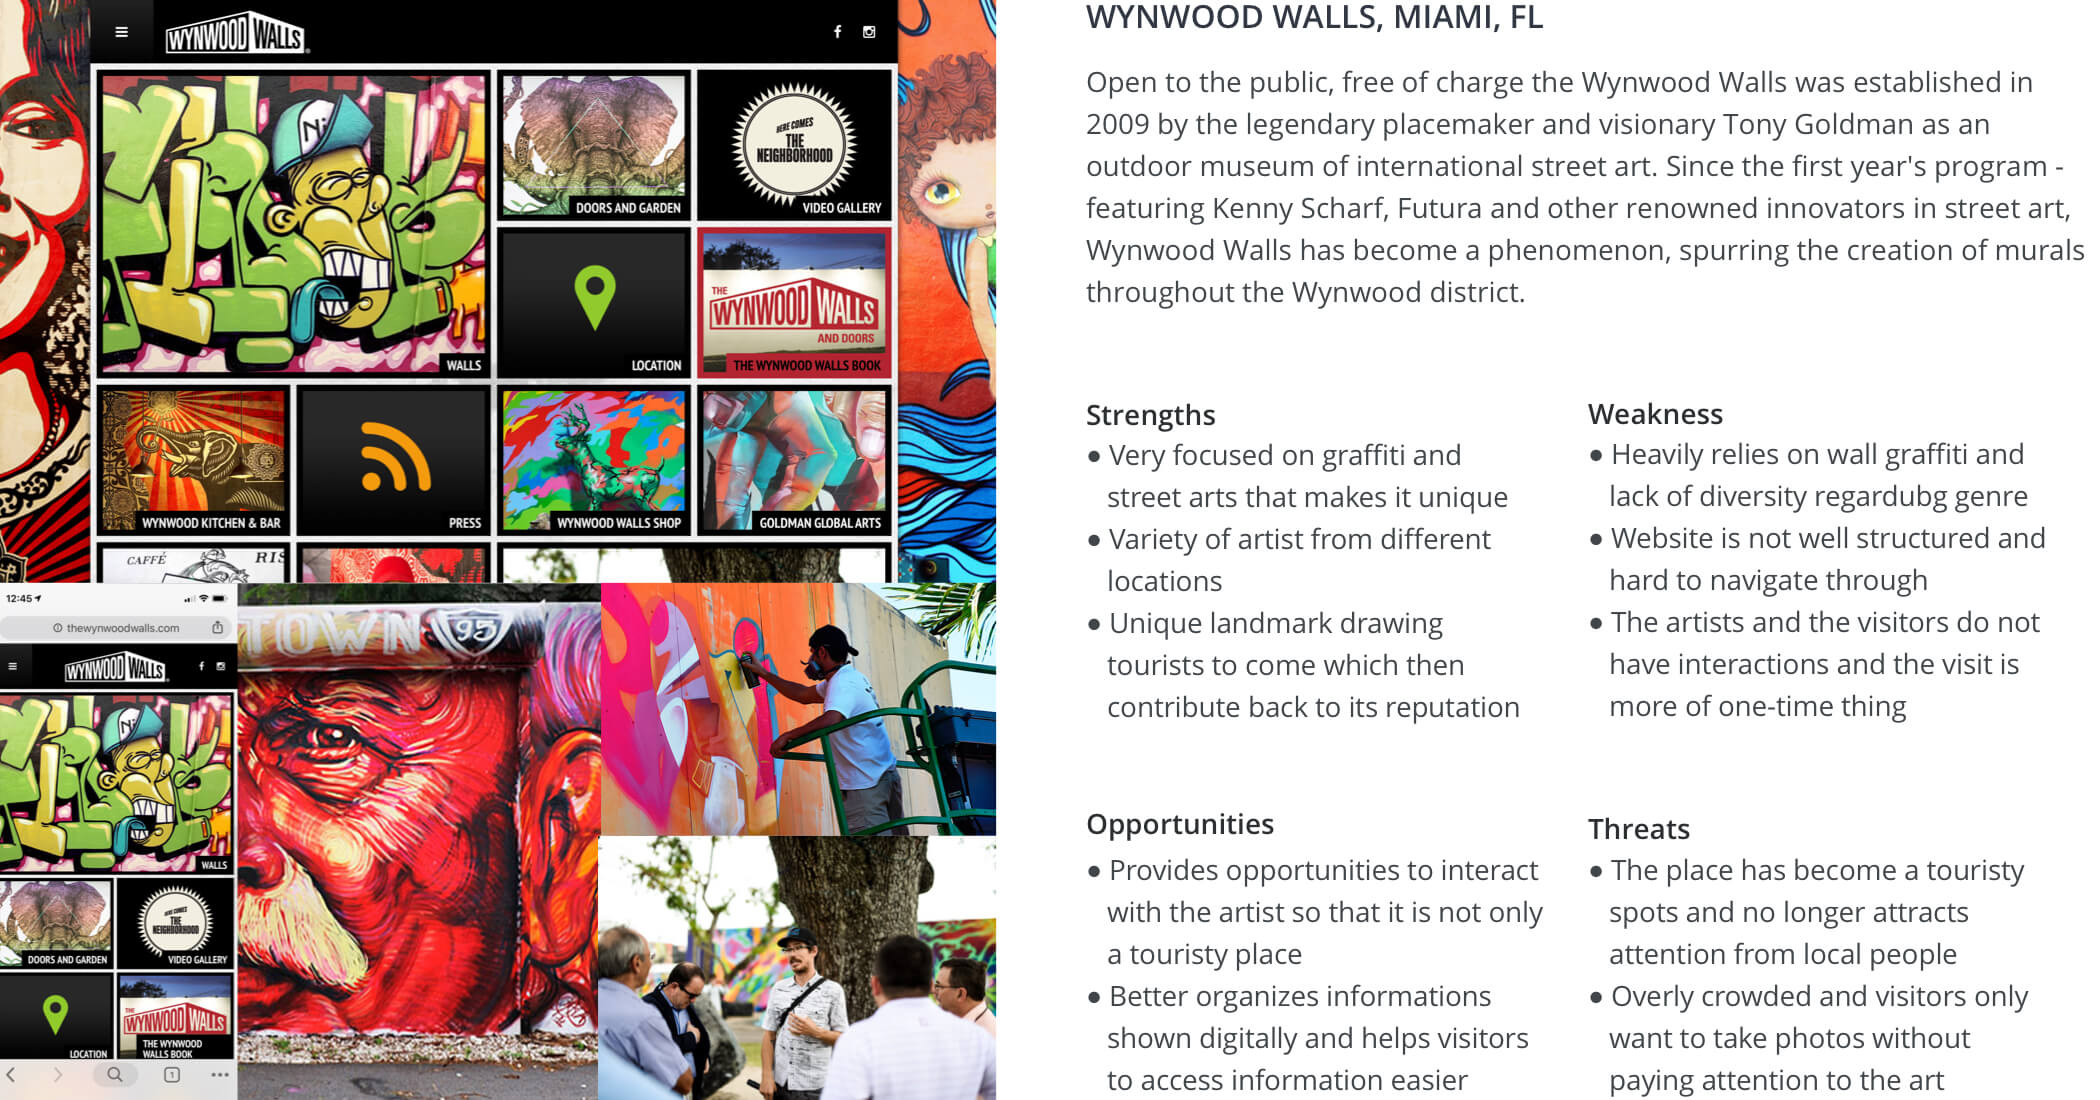 WYNWOOD WALLS
DOORS AND GARDEN
HERE COMES
THE
NEIGHBORHOOD
VIDEO GALLERY
WALLS
LOCATION
THE
WYNWOOD WALLS
AND DOORS
THE WYNWOOD WALLS BOOK
WYNWOOD KITCHEN & BAR
PRESS
WYNWOOD WALLS SHOP
GOLDMAN GLOBAL ARTS
CAFFÉ
RIS
12:45
thewynwoodwalls.com
WYNWOOD WALLS
WALLS
DOORS AND GARDEN
HERE COMES
THE
NEIGHBORHOOD
VIDEO GALLERY
LOCATION
THE
WYNWOOD WALLS
THE WYNWOOD
WALLS BOOK
1
TOWN 95
WYNWOOD WALLS, MIAMI, FL
Open to the public, free of charge the Wynwood Walls was established in
2009 by the legendary placemaker and visionary Tony Goldman as an
outdoor museum of international street art. Since the first year's program -
featuring Kenny Scharf, Futura and other renowned innovators in street art,
Wynwood Walls has become a phenomenon, spurring the creation of murals
throughout the Wynwood district.
Strengths
● Very focused on graffiti and
street arts that makes it unique
● Variety of artist from different
locations
● Unique landmark drawing
tourists to come which then
contribute back to its reputation
Weakness
● Heavily relies on wall graffiti and
lack of diversity regardubg genre
● Website is not well structured and
hard to navigate through
● The artists and the visitors do not
have interactions and the visit is
more of one-time thing
Opportunities
● Provides opportunities to interact
with the artist so that it is not only
a touristy place
● Better organizes informations
shown digitally and helps visitors
to access information easier
Threats
● The place has become a touristy
spots and no longer attracts
attention from local people
● Overly crowded and visitors only
want to take photos without
paying attention to the art